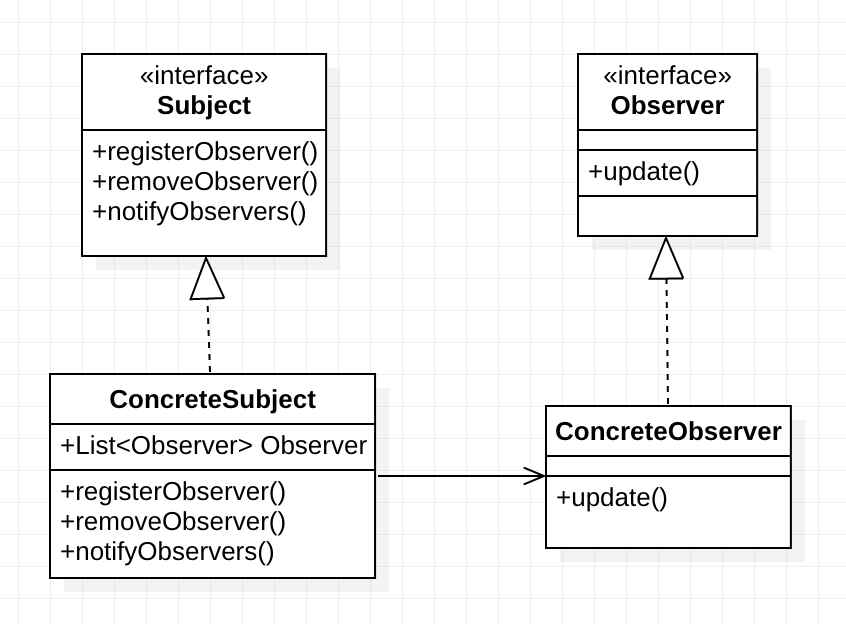 «interface»
Subject
+registerObserver()
+removeObserver()
+notifyObservers()
«interface»
Observer
+update()
ConcreteSubject
+List<Observer> Observer
+registerObserver()
+removeObserver()
+notifyObservers()
ConcreteObserver
+update()